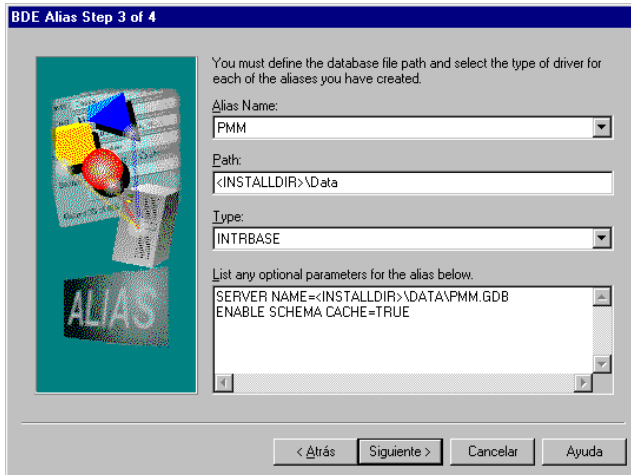 BDE Alias Step 3 of 4
You must define the database file path and select the type of driver for
each of the aliases you have created.
Alias Name:
PMM
Path:
<INSTALLDIR>\Data
Type:
INTRBASE
List any optional parameters for the alias below.
SERVER NAME=<INSTALLDIR>\DATA\PMM.GDB
ENABLE SCHEMA CACHE=TRUE
ALIAS
< Atrás Siguiente > Cancelar Ayuda